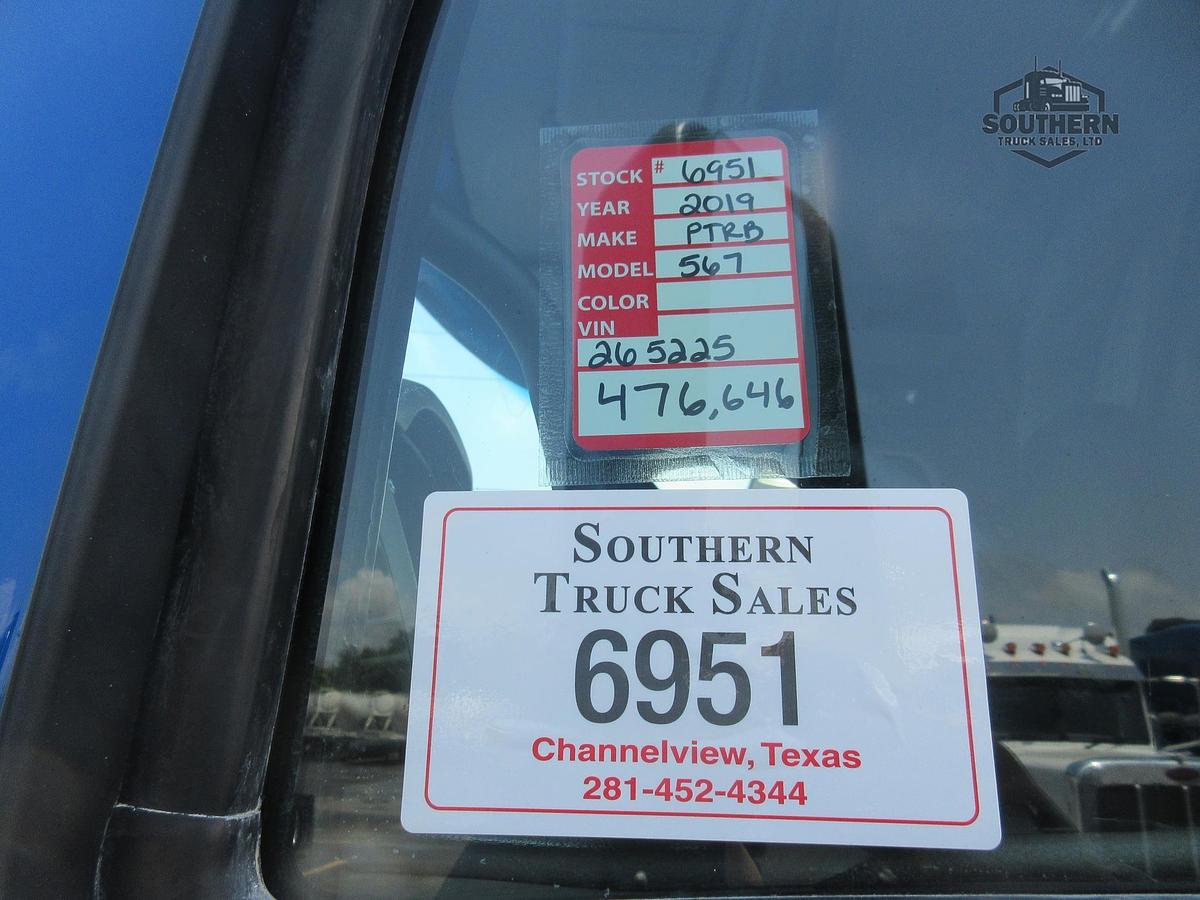 SOUTHERN
TRUCK SALES, LTD
STOCK # 6951
YEAR 2019
MAKE PTRB
MODEL 567
COLOR
VIN
265225
476,646
SOUTHERN
TRUCK SALES
6951
Channelview, Texas
281-452-4344